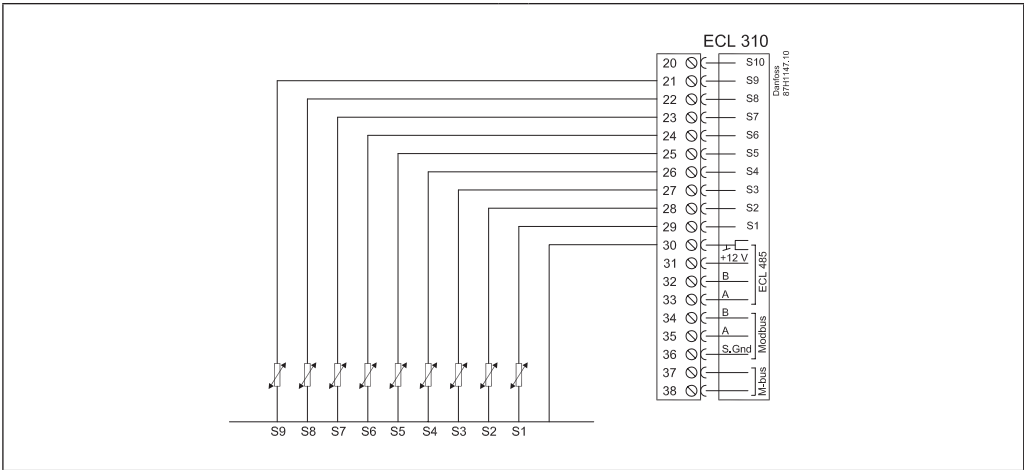 ECL 310
Danfoss
87H1147.10
20 S10
21 S9
22 S8
23 S7
24 S6
25 S5
26 S4
27 S3
28 S2
29 S1
30
31 +12 V
32 B
33 A
ECL 485
34 B
35 A
36 S.Gnd
Modbus
37
38
M-bus
S9 S8 S7 S6 S5 S4 S3 S2 S1